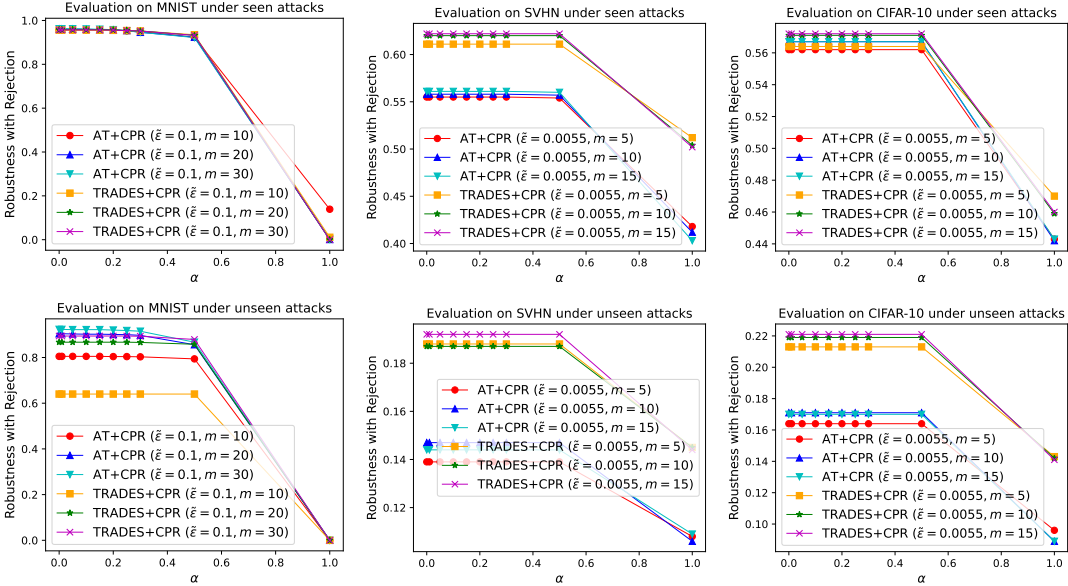 Evaluation on MNIST under seen attacks
Robustness with Rejection
1.0
0.8
0.6
0.4
0.2
0.0
AT+CPR (ε̃ = 0.1, m = 10)
AT+CPR (ε̃ = 0.1, m = 20)
AT+CPR (ε̃ = 0.1, m = 30)
TRADES+CPR (ε̃ = 0.1, m = 10)
TRADES+CPR (ε̃ = 0.1, m = 20)
TRADES+CPR (ε̃ = 0.1, m = 30)
0.0 0.2 0.4 0.6 0.8 1.0
α
Evaluation on SVHN under seen attacks
Robustness with Rejection
0.60
0.55
0.50
0.45
0.40
AT+CPR (ε̃ = 0.0055, m = 5)
AT+CPR (ε̃ = 0.0055, m = 10)
AT+CPR (ε̃ = 0.0055, m = 15)
TRADES+CPR (ε̃ = 0.0055, m = 5)
TRADES+CPR (ε̃ = 0.0055, m = 10)
TRADES+CPR (ε̃ = 0.0055, m = 15)
0.0 0.2 0.4 0.6 0.8 1.0
α
Evaluation on CIFAR-10 under seen attacks
Robustness with Rejection
0.56
0.54
0.52
0.50
0.48
0.46
0.44
AT+CPR (ε̃ = 0.0055, m = 5)
AT+CPR (ε̃ = 0.0055, m = 10)
AT+CPR (ε̃ = 0.0055, m = 15)
TRADES+CPR (ε̃ = 0.0055, m = 5)
TRADES+CPR (ε̃ = 0.0055, m = 10)
TRADES+CPR (ε̃ = 0.0055, m = 15)
0.0 0.2 0.4 0.6 0.8 1.0
α
Evaluation on MNIST under unseen attacks
Robustness with Rejection
0.8
0.6
0.4
0.2
0.0
AT+CPR (ε̃ = 0.1, m = 10)
AT+CPR (ε̃ = 0.1, m = 20)
AT+CPR (ε̃ = 0.1, m = 30)
TRADES+CPR (ε̃ = 0.1, m = 10)
TRADES+CPR (ε̃ = 0.1, m = 20)
TRADES+CPR (ε̃ = 0.1, m = 30)
0.0 0.2 0.4 0.6 0.8 1.0
α
Evaluation on SVHN under unseen attacks
Robustness with Rejection
0.18
0.16
0.14
0.12
AT+CPR (ε̃ = 0.0055, m = 5)
AT+CPR (ε̃ = 0.0055, m = 10)
AT+CPR (ε̃ = 0.0055, m = 15)
TRADES+CPR (ε̃ = 0.0055, m = 5)
TRADES+CPR (ε̃ = 0.0055, m = 10)
TRADES+CPR (ε̃ = 0.0055, m = 15)
0.0 0.2 0.4 0.6 0.8 1.0
α
Evaluation on CIFAR-10 under unseen attacks
Robustness with Rejection
0.22
0.20
0.18
0.16
0.14
0.12
0.10
AT+CPR (ε̃ = 0.0055, m = 5)
AT+CPR (ε̃ = 0.0055, m = 10)
AT+CPR (ε̃ = 0.0055, m = 15)
TRADES+CPR (ε̃ = 0.0055, m = 5)
TRADES+CPR (ε̃ = 0.0055, m = 10)
TRADES+CPR (ε̃ = 0.0055, m = 15)
0.0 0.2 0.4 0.6 0.8 1.0
α